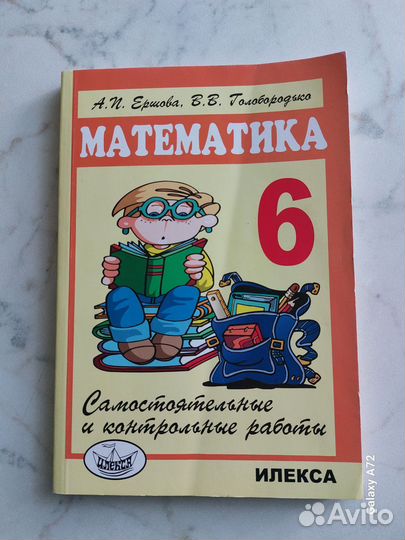 А.П. Ершова, В.В. Голобородько
МАТЕМАТИКА
6
Самостоятельные
и контрольные работы
ИЛЕКСА
ИЛЕКСА
Galaxy A72
Avito